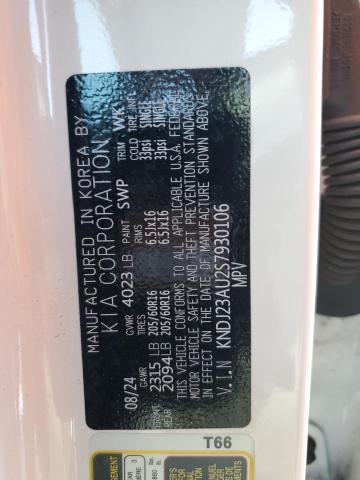 MANUFACTURED IN KOREA BY
KIA CORPORATION
08/24 GVWR 4023 LB PAINT SWP TRIM WK
GAWR TIRES RIMS COLD TIRE INF.
FRONT 2315 LB 205/60R16 6.5Jx16 33psi SINGLE
REAR 2094 LB 205/60R16 6.5Jx16 33psi SINGLE
THIS VEHICLE CONFORMS TO ALL APPLICABLE U.S.A. FEDERAL
MOTOR VEHICLE SAFETY AND THEFT PREVENTION STANDARDS
IN EFFECT ON THE DATE OF MANUFACTURE SHOWN ABOVE.
V.I.N KNDJ23AU2S7930106
MPV
T66